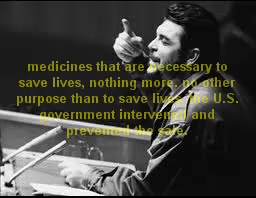 medicines that are necessary to
save lives, nothing more. no other
purpose than to save lives. the U.S.
government intervened and
prevented the sale.